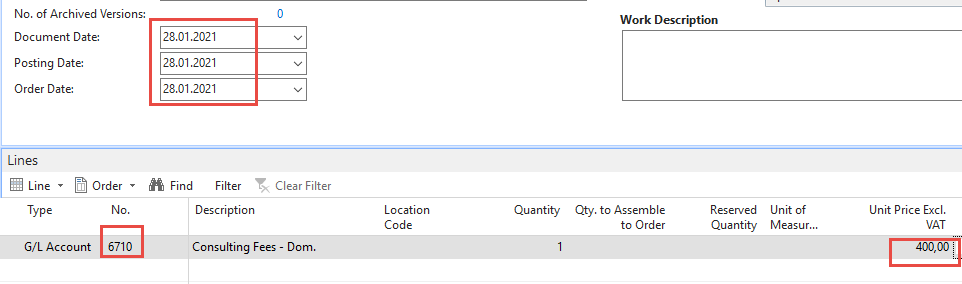 No. of Archived Versions: 0
Work Description
Document Date: 28.01.2021
Posting Date: 28.01.2021
Order Date: 28.01.2021
Lines
Line Order Find Filter Clear Filter
Type No. Description Location Code Quantity Qty. to Assemble to Order Reserved Quantity Unit of Measur... Unit Price Excl. VAT
G/L Account 6710 Consulting Fees - Dom. 1 400,00